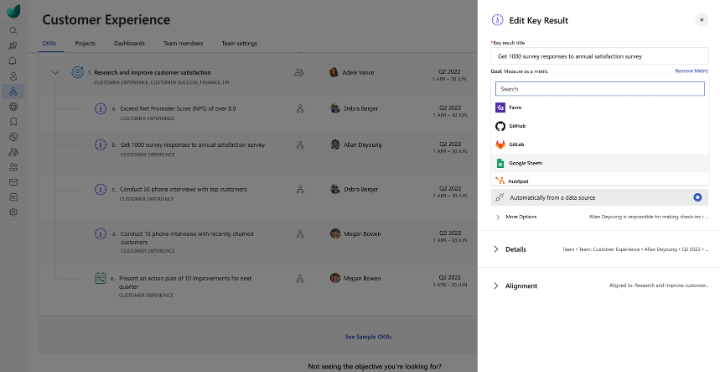 Customer Experience
OKRs Projects Dashboards Team members Team settings
1. Research and improve customer satisfaction
CUSTOMER EXPERIENCE, CUSTOMER SUCCESS, FINANCE, PR
Adele Vance
Q2 2022
1 APR – 30 JUN
a. Exceed Net Promoter Score (NPS) of over 8.0
CUSTOMER EXPERIENCE
Debra Berger
Q2 2022
1 APR – 30 JUN
b. Get 1000 survey responses to annual satisfaction survey
CUSTOMER EXPERIENCE
Allan Deyoung
Q2 2022
1 APR – 30 JUN
c. Conduct 50 phone interviews with top customers
CUSTOMER EXPERIENCE
Debra Berger
Q2 2022
1 APR – 30 JUN
d. Conduct 15 phone interviews with recently churned
customers
CUSTOMER EXPERIENCE
Megan Bowen
Q2 2022
1 APR – 30 JUN
e. Present an action plan of 10 improvements for next
quarter
CUSTOMER EXPERIENCE
Megan Bowen
Q2 2022
1 APR – 30 JUN
See Sample OKRs
Not seeing the objective you're looking for?
Edit Key Result
*Key result title
Get 1000 survey responses to annual satisfaction survey
Goal: Measure as a metric Remove Metric
Search
Favro
GitHub
GitLab
Google Sheets
HubSpot
Automatically from a data source
More Options Allan Deyoung is responsible for making check-ins • ...
Details Team • Team: Customer Experience • Allan Deyoung • Q2 2022 • ...
Alignment Aligned to: Research and improve customer...